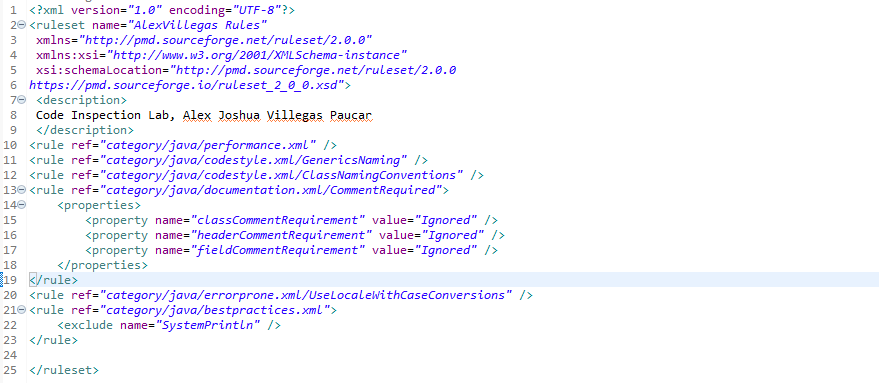 1 <?xml version="1.0" encoding="UTF-8"?>
2 <ruleset name="AlexVillegas Rules"
3 xmlns="http://pmd.sourceforge.net/ruleset/2.0.0"
4 xmlns:xsi="http://www.w3.org/2001/XMLSchema-instance"
5 xsi:schemaLocation="http://pmd.sourceforge.net/ruleset/2.0.0
6 https://pmd.sourceforge.io/ruleset_2_0_0.xsd">
7 <description>
8 Code Inspection Lab, Alex Joshua Villegas Paucar
9 </description>
10 <rule ref="category/java/performance.xml" />
11 <rule ref="category/java/codestyle.xml/GenericsNaming" />
12 <rule ref="category/java/codestyle.xml/ClassNamingConventions" />
13 <rule ref="category/java/documentation.xml/CommentRequired">
14 <properties>
15 <property name="classCommentRequirement" value="Ignored" />
16 <property name="headerCommentRequirement" value="Ignored" />
17 <property name="fieldCommentRequirement" value="Ignored" />
18 </properties>
19 </rule>
20 <rule ref="category/java/errorprone.xml/UseLocaleWithCaseConversions" />
21 <rule ref="category/java/bestpractices.xml">
22 <exclude name="SystemPrintln" />
23 </rule>
24
25 </ruleset>